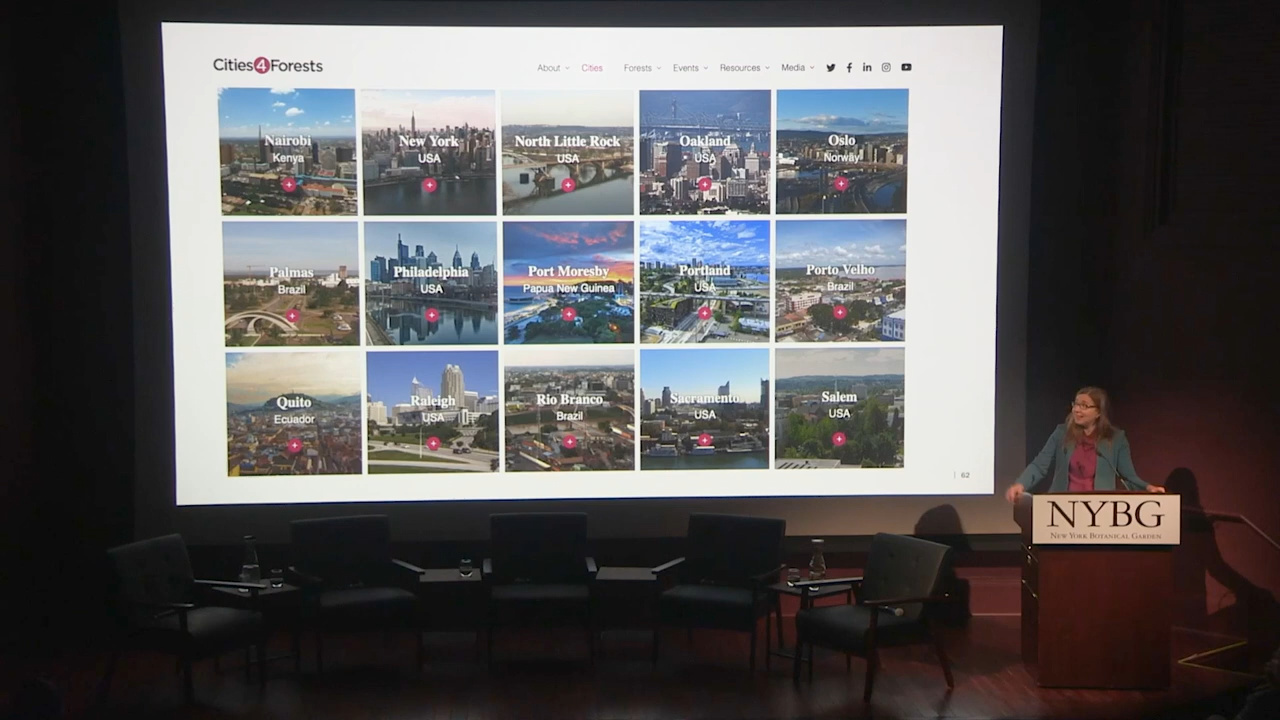 Cities4Forests
About Cities Forests Events Resources Media
Nairobi
Kenya
New York
USA
North Little Rock
USA
Oakland
USA
Oslo
Norway
Palmas
Brazil
Philadelphia
USA
Port Moresby
Papua New Guinea
Portland
USA
Porto Velho
Brazil
Quito
Ecuador
Raleigh
USA
Rio Branco
Brazil
Sacramento
USA
Salem
USA
62
NYBG
NEW YORK BOTANICAL GARDEN